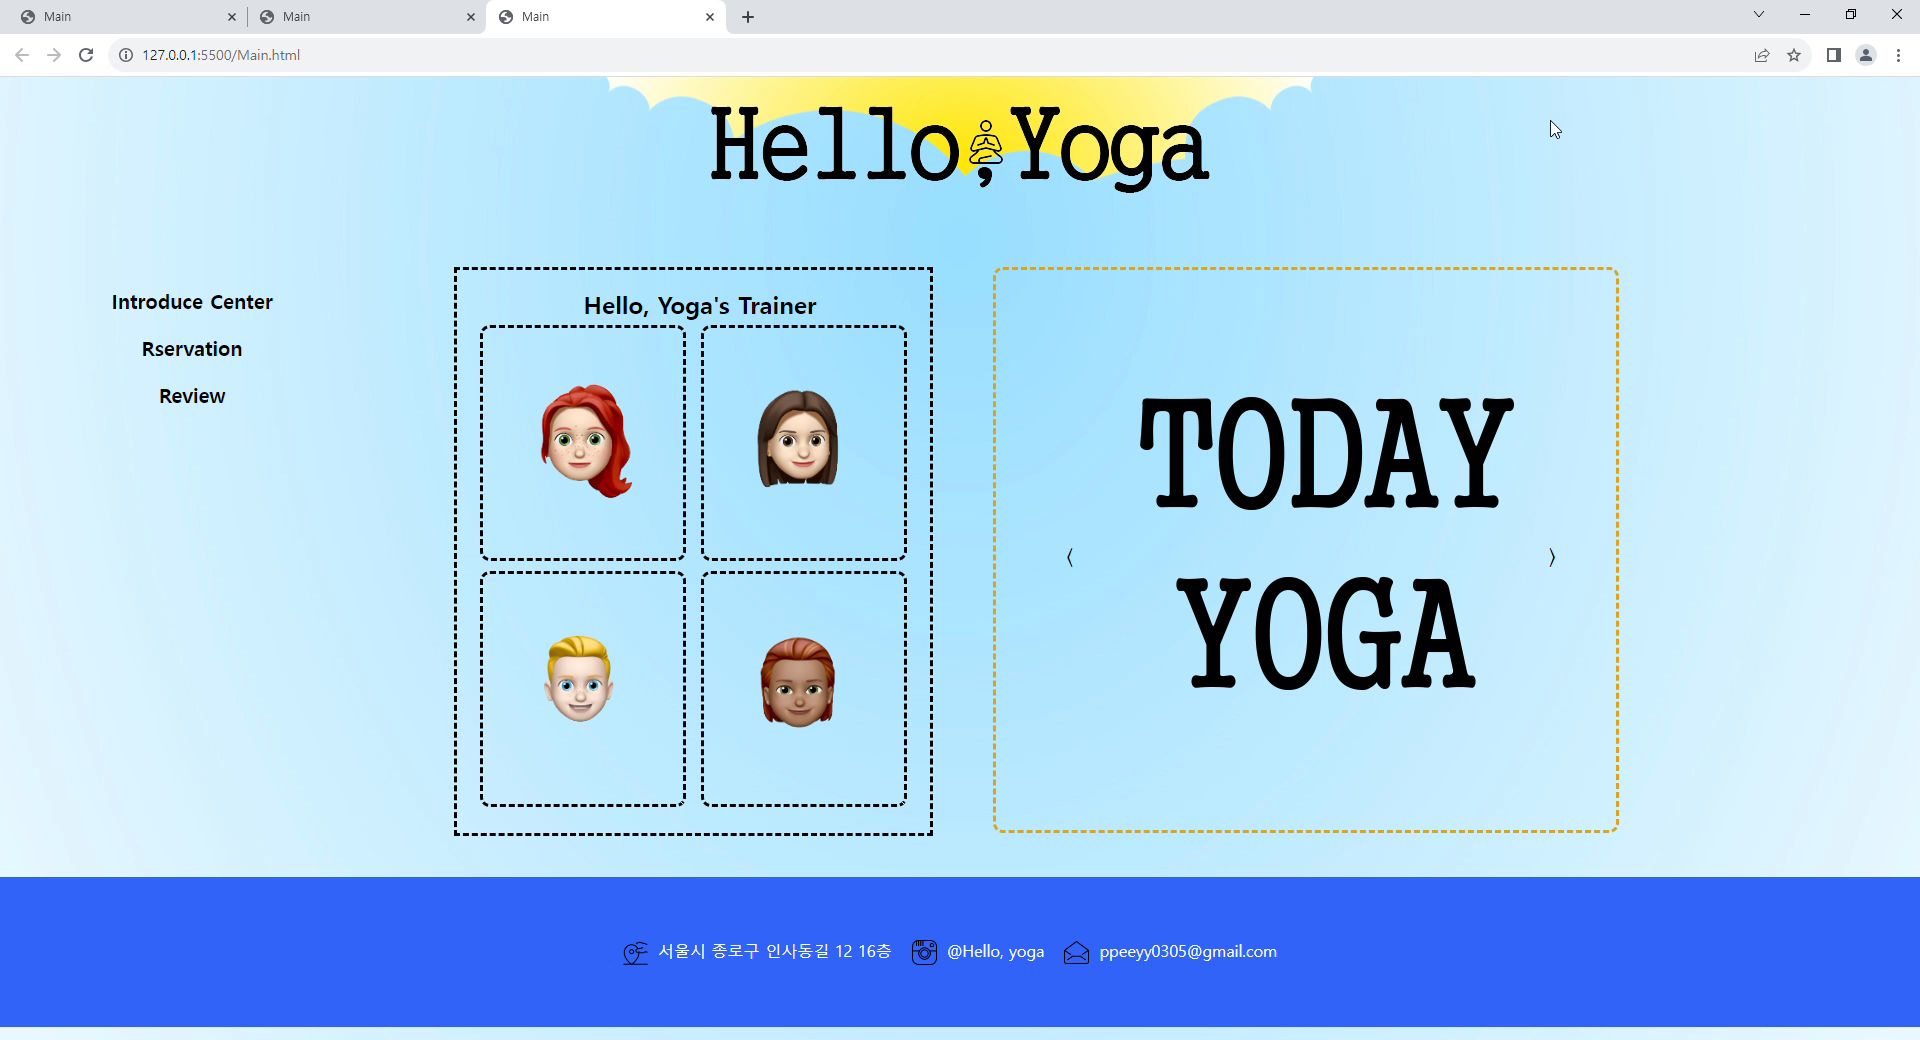 Main
Main
Main
127.0.0.1:5500/Main.html
Hello,Yoga
Introduce Center
Rservation
Review
Hello, Yoga's Trainer
TODAY
YOGA
서울시 종로구 인사동길 12 16층 @Hello, yoga ppeeyy0305@gmail.com